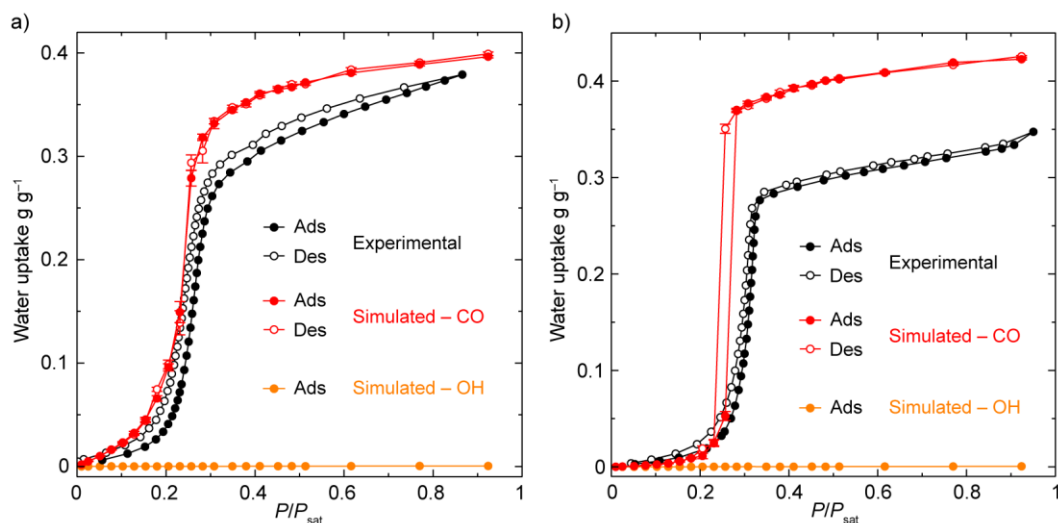 a)
0.4
0.3
0.2
0.1
0
Water uptake g g⁻¹
Ads
Des
Experimental
Ads
Des
Simulated – CO
Ads
Simulated – OH
0 0.2 0.4 0.6 0.8 1
P/Psat
b)
0.4
0.3
0.2
0.1
0
Water uptake g g⁻¹
Ads
Des
Experimental
Ads
Des
Simulated – CO
Ads
Simulated – OH
0 0.2 0.4 0.6 0.8 1
P/Psat